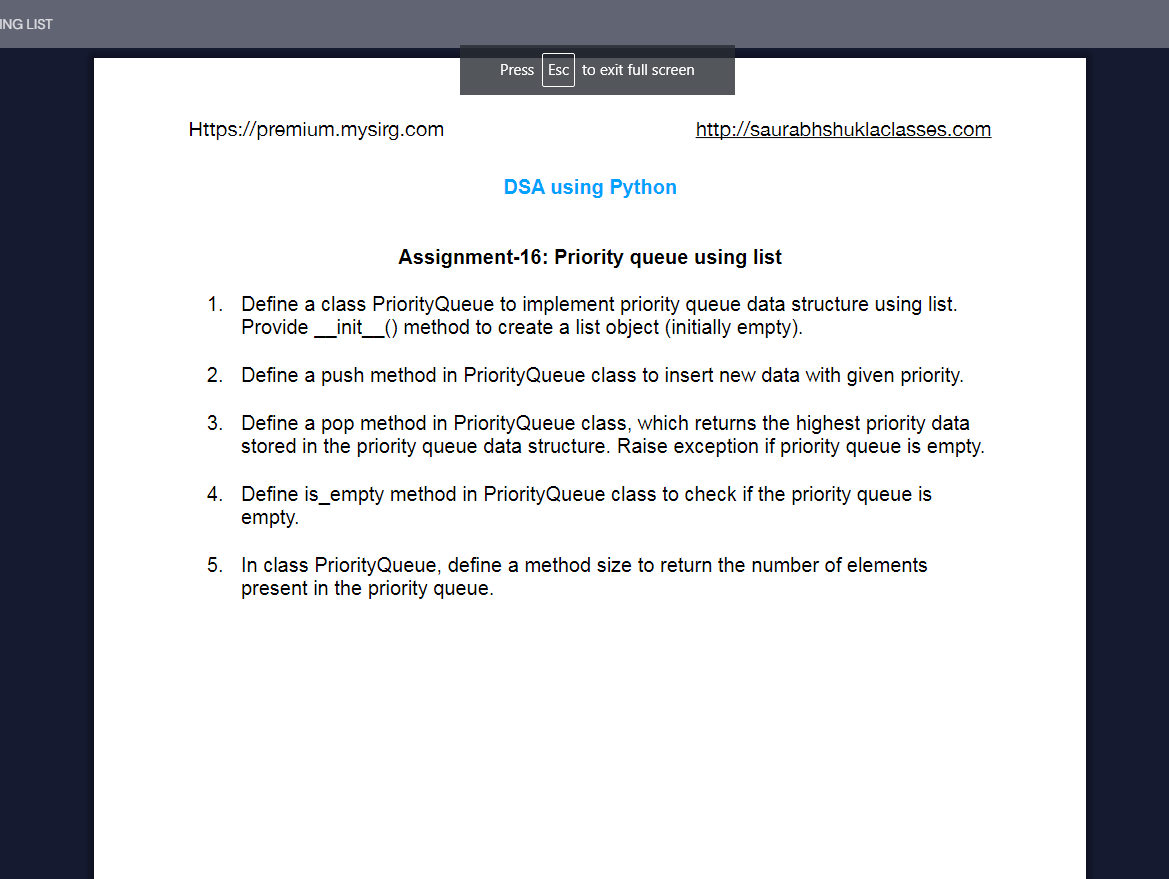 ING LIST
Press Esc to exit full screen
Https://premium.mysirg.com http://saurabhshuklaclasses.com
DSA using Python
Assignment-16: Priority queue using list
1. Define a class PriorityQueue to implement priority queue data structure using list.
Provide __init__() method to create a list object (initially empty).
2. Define a push method in PriorityQueue class to insert new data with given priority.
3. Define a pop method in PriorityQueue class, which returns the highest priority data
stored in the priority queue data structure. Raise exception if priority queue is empty.
4. Define is_empty method in PriorityQueue class to check if the priority queue is
empty.
5. In class PriorityQueue, define a method size to return the number of elements
present in the priority queue.